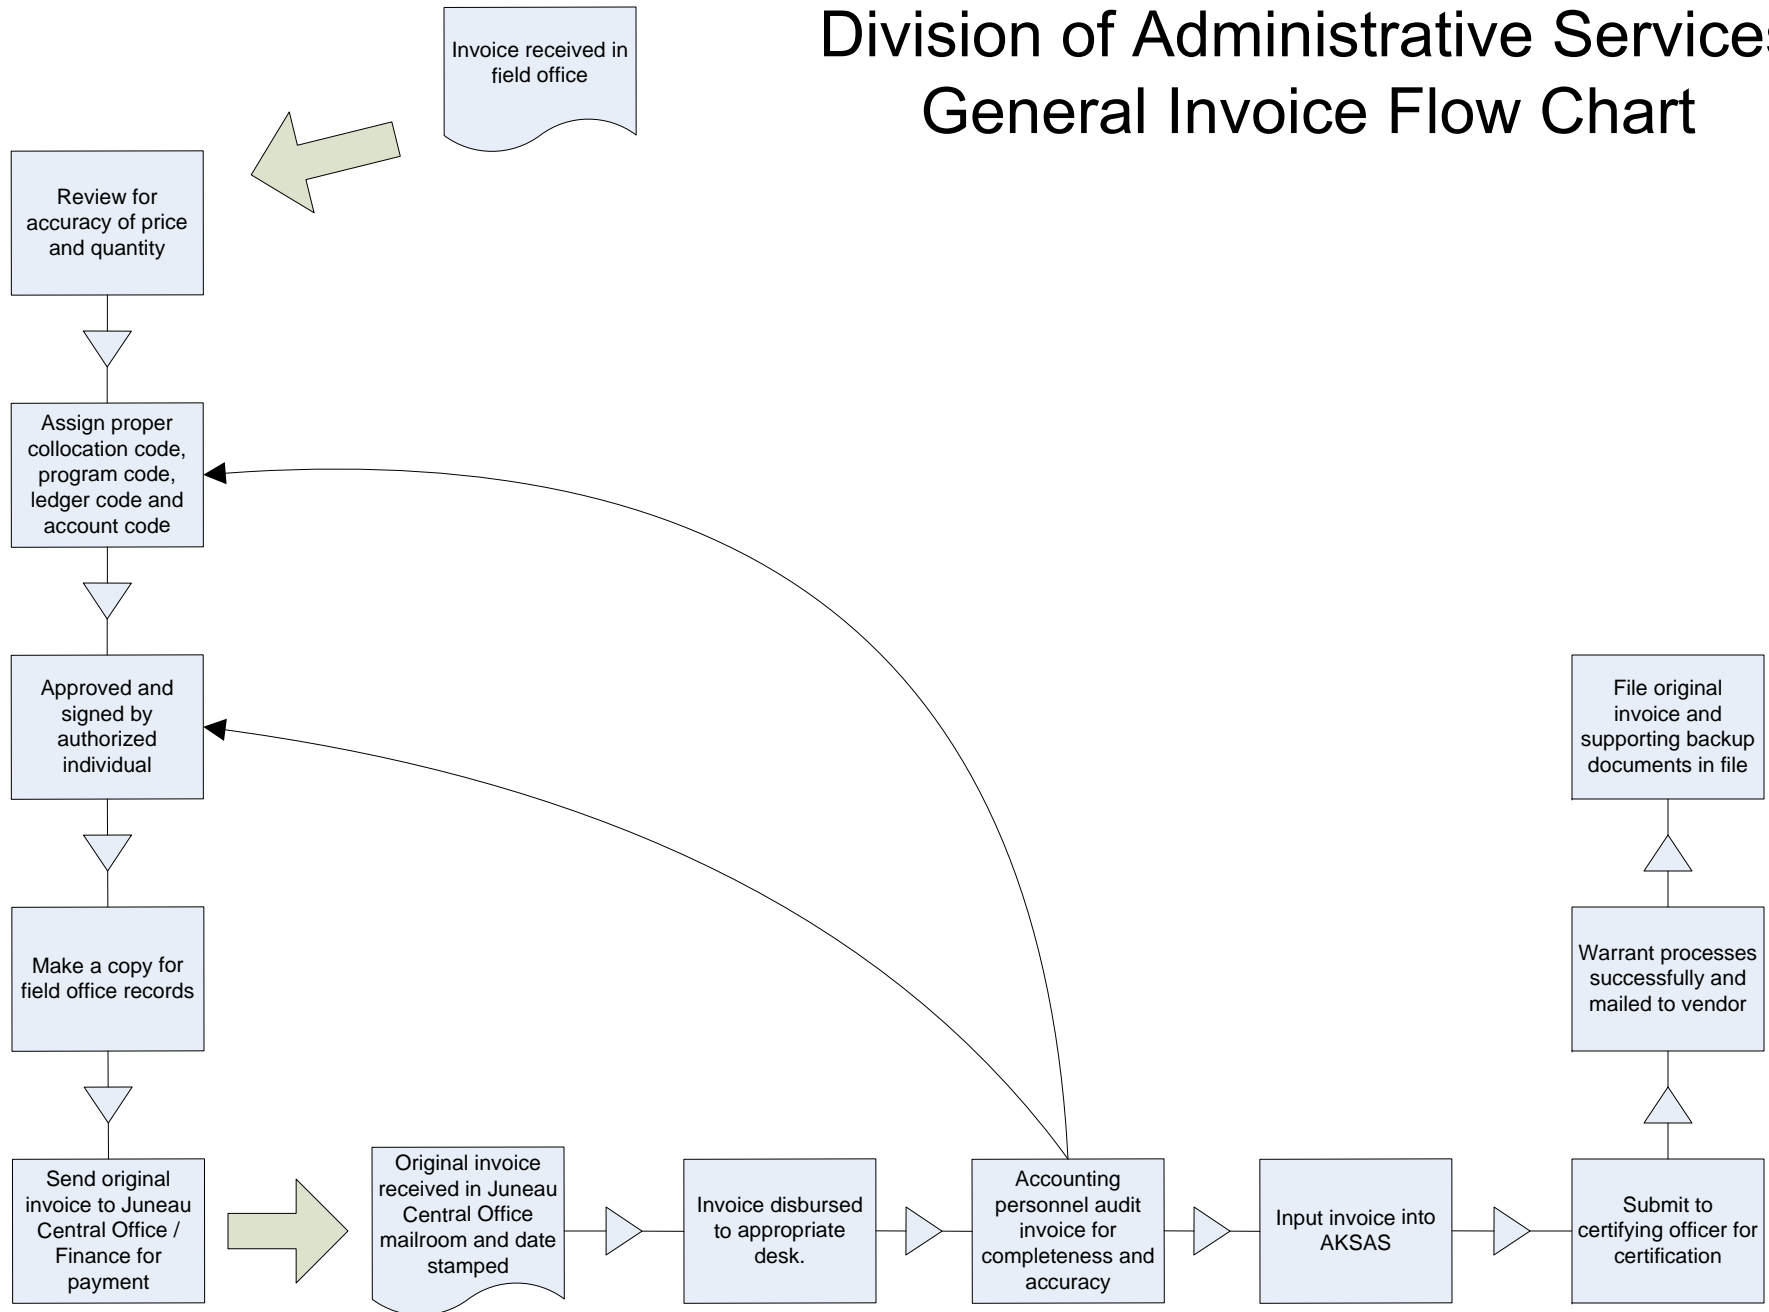 Division of Administrative Services
General Invoice Flow Chart
Invoice received in
field office
Review for
accuracy of price
and quantity
Assign proper
collocation code,
program code,
ledger code and
account code
Approved and
signed by
authorized
individual
Make a copy for
field office records
Send original
invoice to Juneau
Central Office /
Finance for
payment
Original invoice
received in Juneau
Central Office
mailroom and date
stamped
Invoice disbursed
to appropriate
desk.
Accounting
personnel audit
invoice for
completeness and
accuracy
Input invoice into
AKSAS
Submit to
certifying officer for
certification
Warrant processes
successfully and
mailed to vendor
File original
invoice and
supporting backup
documents in file